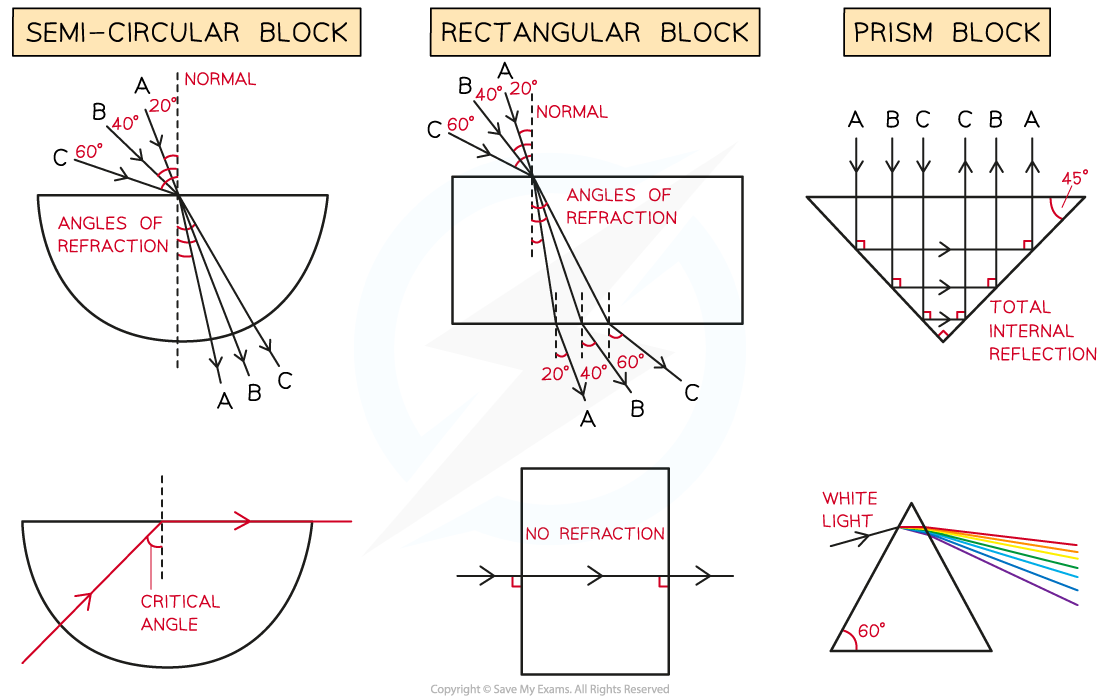 SEMI-CIRCULAR BLOCK
NORMAL
A
20°
B
40°
C
60°
ANGLES OF
REFRACTION
A
B
C
CRITICAL
ANGLE
RECTANGULAR BLOCK
A
20°
B
40°
NORMAL
C
60°
ANGLES OF
REFRACTION
20°
40°
60°
A
B
C
NO REFRACTION
PRISM BLOCK
A B C C B A
45°
TOTAL
INTERNAL
REFLECTION
WHITE
LIGHT
60°
Copyright © Save My Exams. All Rights Reserved